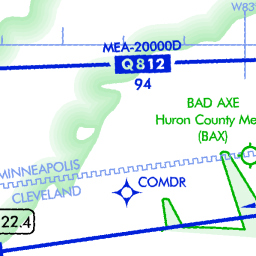 W83
MEA-20000D
Q812
94
BAD AXE
Huron County Me
(BAX)
MINNEAPOLIS
CLEVELAND
COMDR
22.4